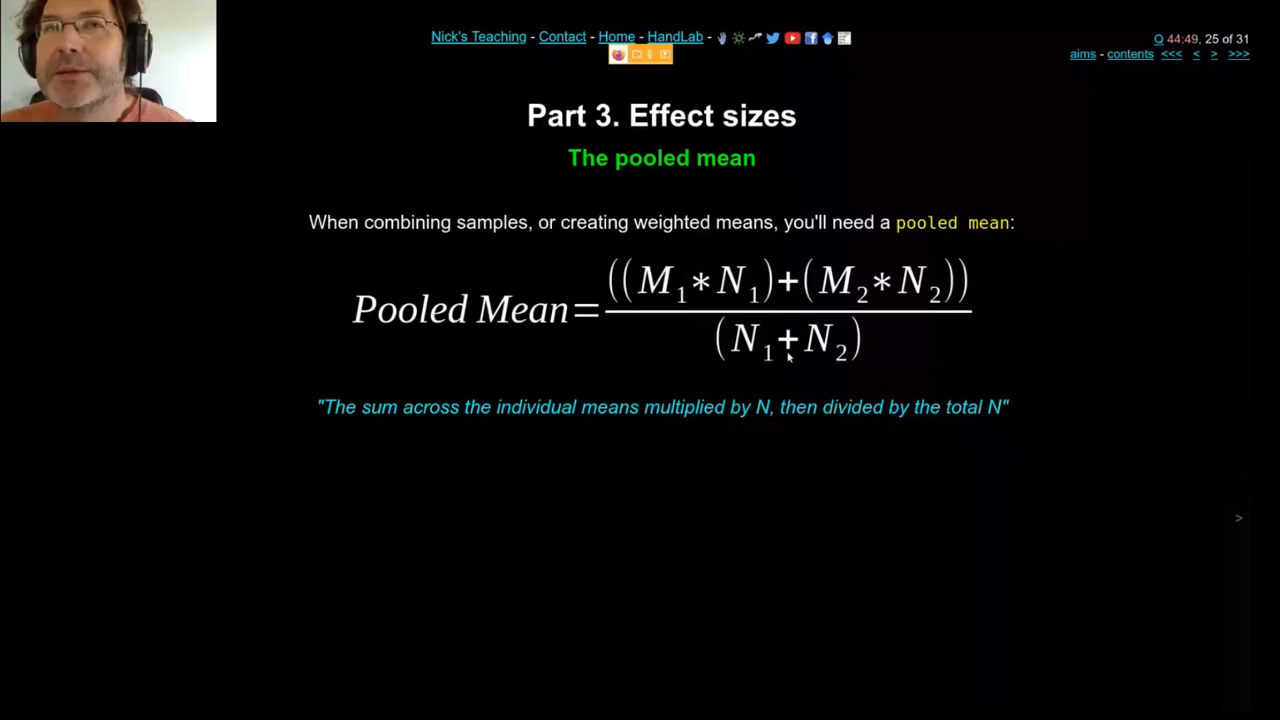 Nick's Teaching - Contact - Home - HandLab -
Q 44:49, 25 of 31
aims - contents <<< < > >>>
Part 3. Effect sizes
The pooled mean
When combining samples, or creating weighted means, you'll need a pooled mean:
Pooled Mean = ((M₁∗N₁)+(M₂∗N₂)) / (N₁+N₂)
"The sum across the individual means multiplied by N, then divided by the total N"
>